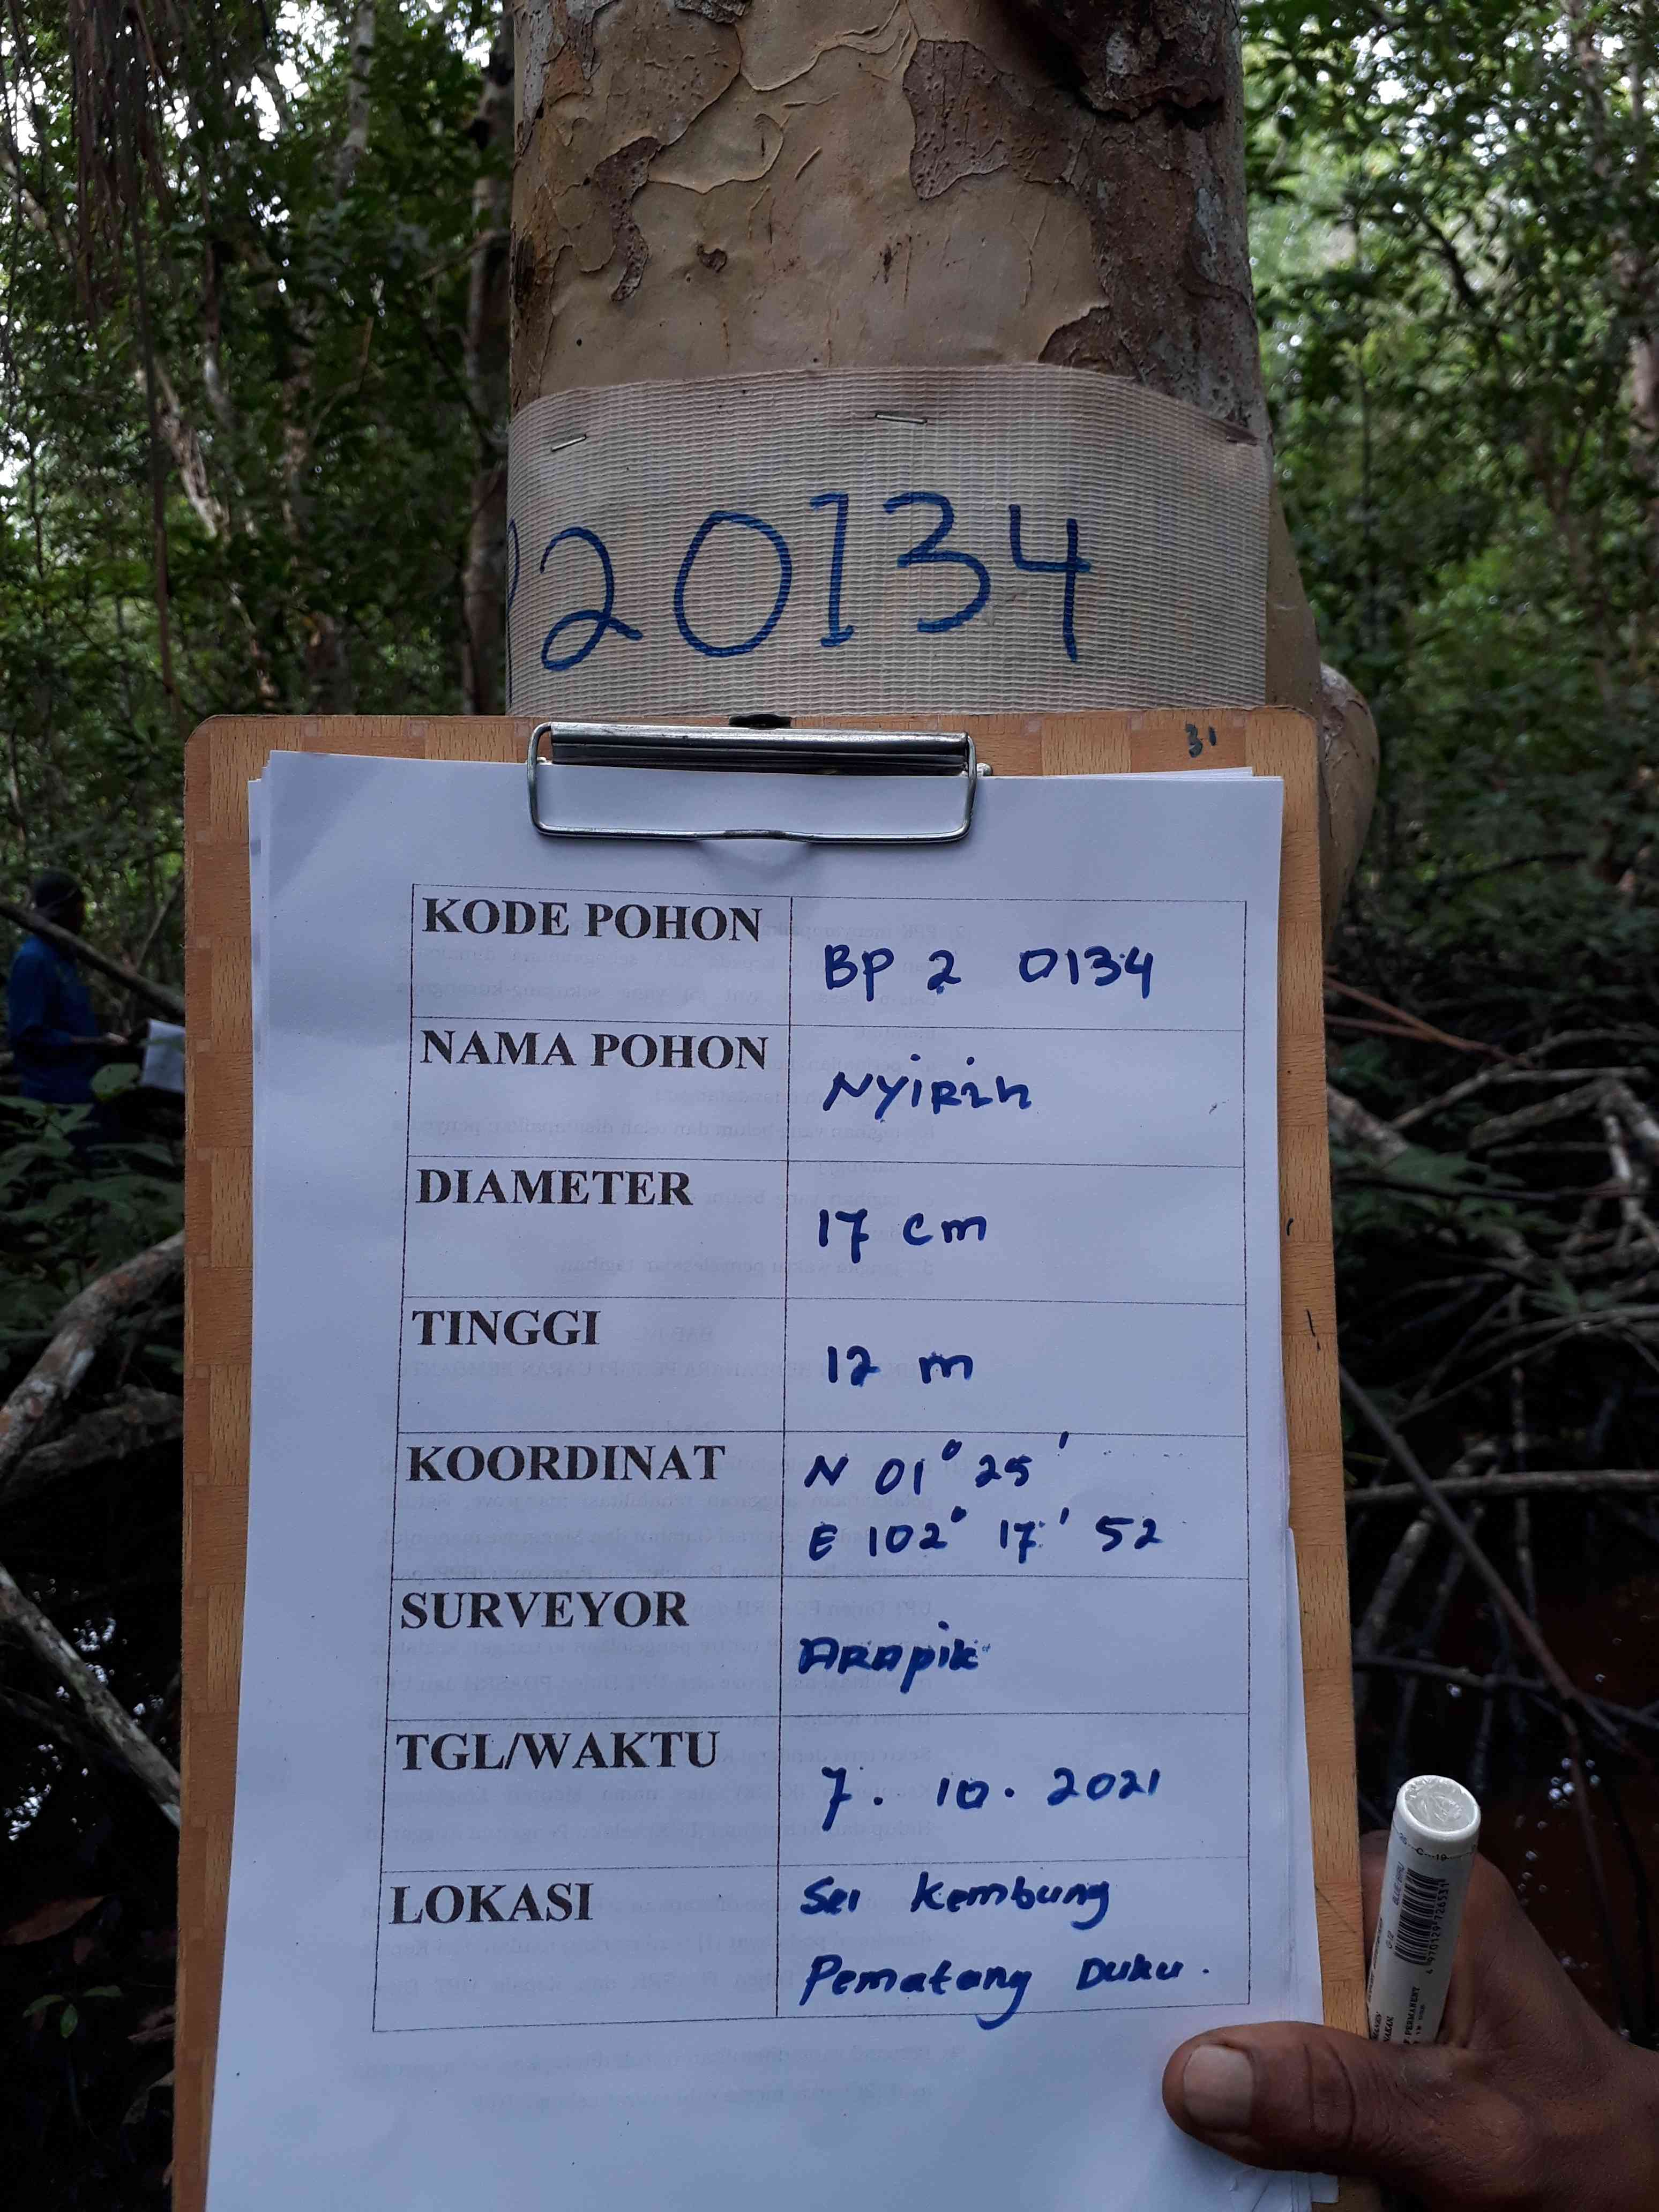 20134
31
KODE POHON
BP 2 0134
NAMA POHON
NYiRih
DIAMETER
17 cm
TINGGI
12 m
KOORDINAT
N 01° 25'
E 102° 17' 52
SURVEYOR
ARApik
TGL/WAKTU
7. 10. 2021
LOKASI
Sei Kembung
Pematang Duku.